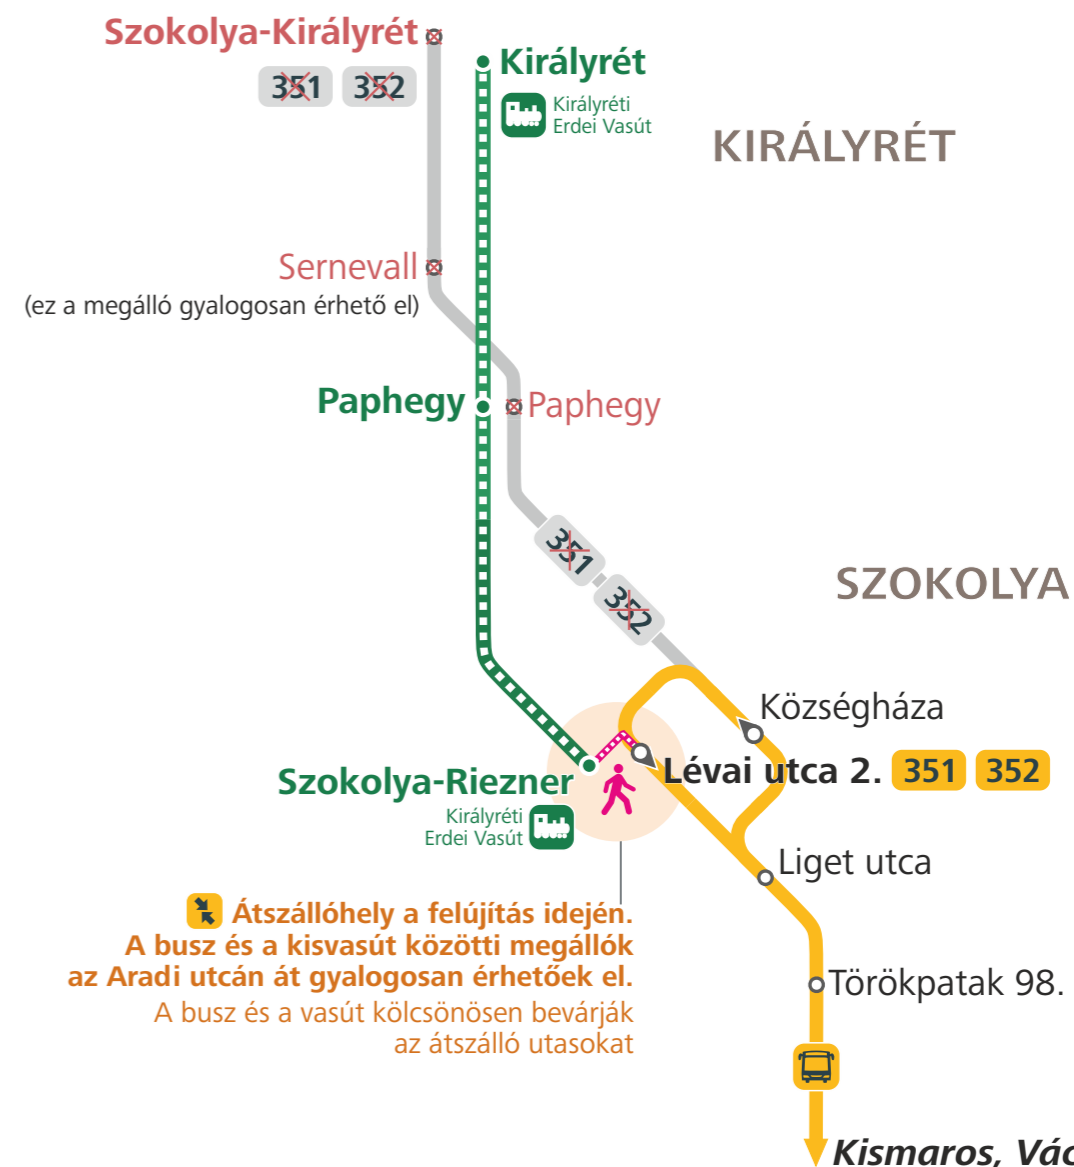 Szokolya-Királyrét
351 352
Királyrét
Királyréti
Erdei Vasút
KIRÁLYRÉT
Sernevall
(ez a megálló gyalogosan érhető el)
Paphegy
Paphegy
351
352
SZOKOLYA
Községháza
Lévai utca 2. 351 352
Szokolya-Riezner
Királyréti
Erdei Vasút
Liget utca
Átszállóhely a felújítás idején.
A busz és a kisvasút közötti megállók
az Aradi utcán át gyalogosan érhetőek el.
A busz és a vasút kölcsönösen bevárják
az átszálló utasokat
Törökpatak 98.
Kismaros, Vác